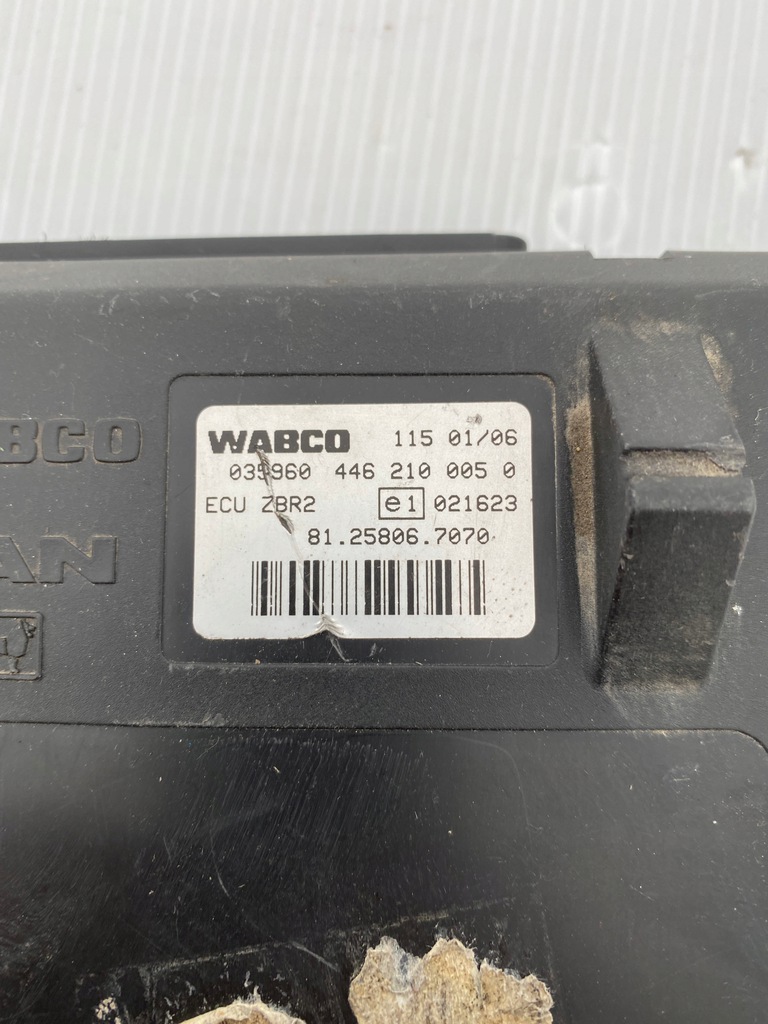 WABCO 115 01/06
035960 446 210 005 0
ECU ZBR2 e1 021623
81.25806.7070
BCO
AN